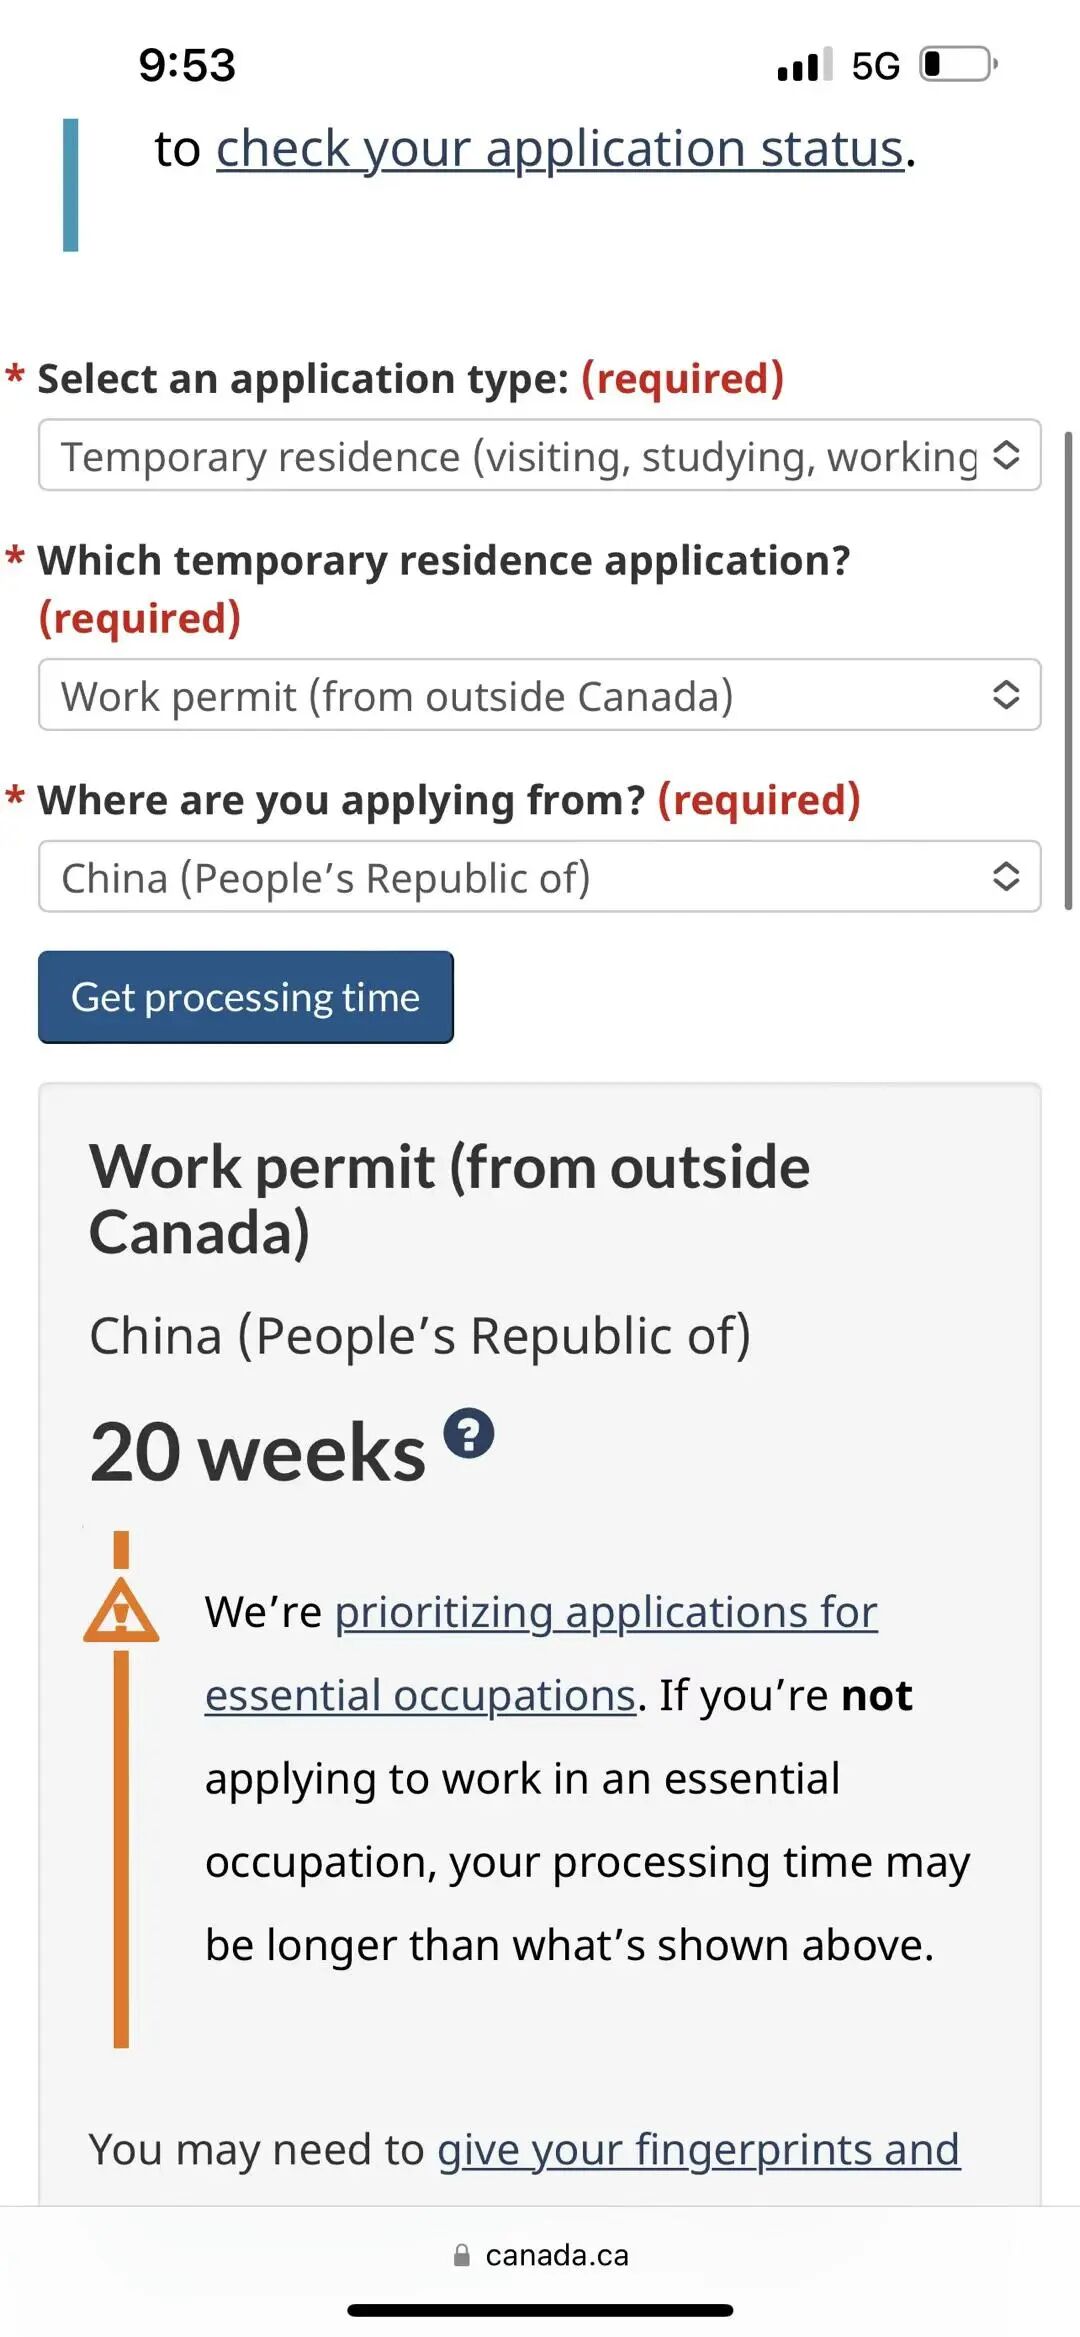 9:53
5G
to check your application status.
* Select an application type: (required)
Temporary residence (visiting, studying, working
* Which temporary residence application?
(required)
Work permit (from outside Canada)
* Where are you applying from? (required)
China (People’s Republic of)
Get processing time
Work permit (from outside
Canada)
China (People’s Republic of)
20 weeks ?
We’re prioritizing applications for
essential occupations. If you’re not
applying to work in an essential
occupation, your processing time may
be longer than what’s shown above.
You may need to give your fingerprints and
canada.ca